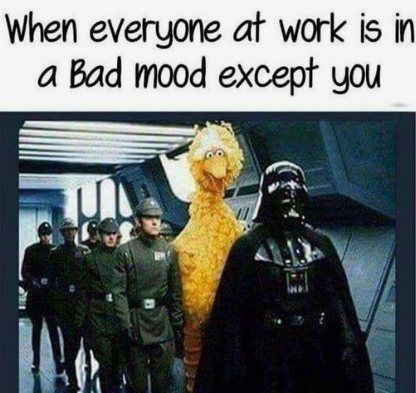 When everyone at work is in
a Bad mood except you